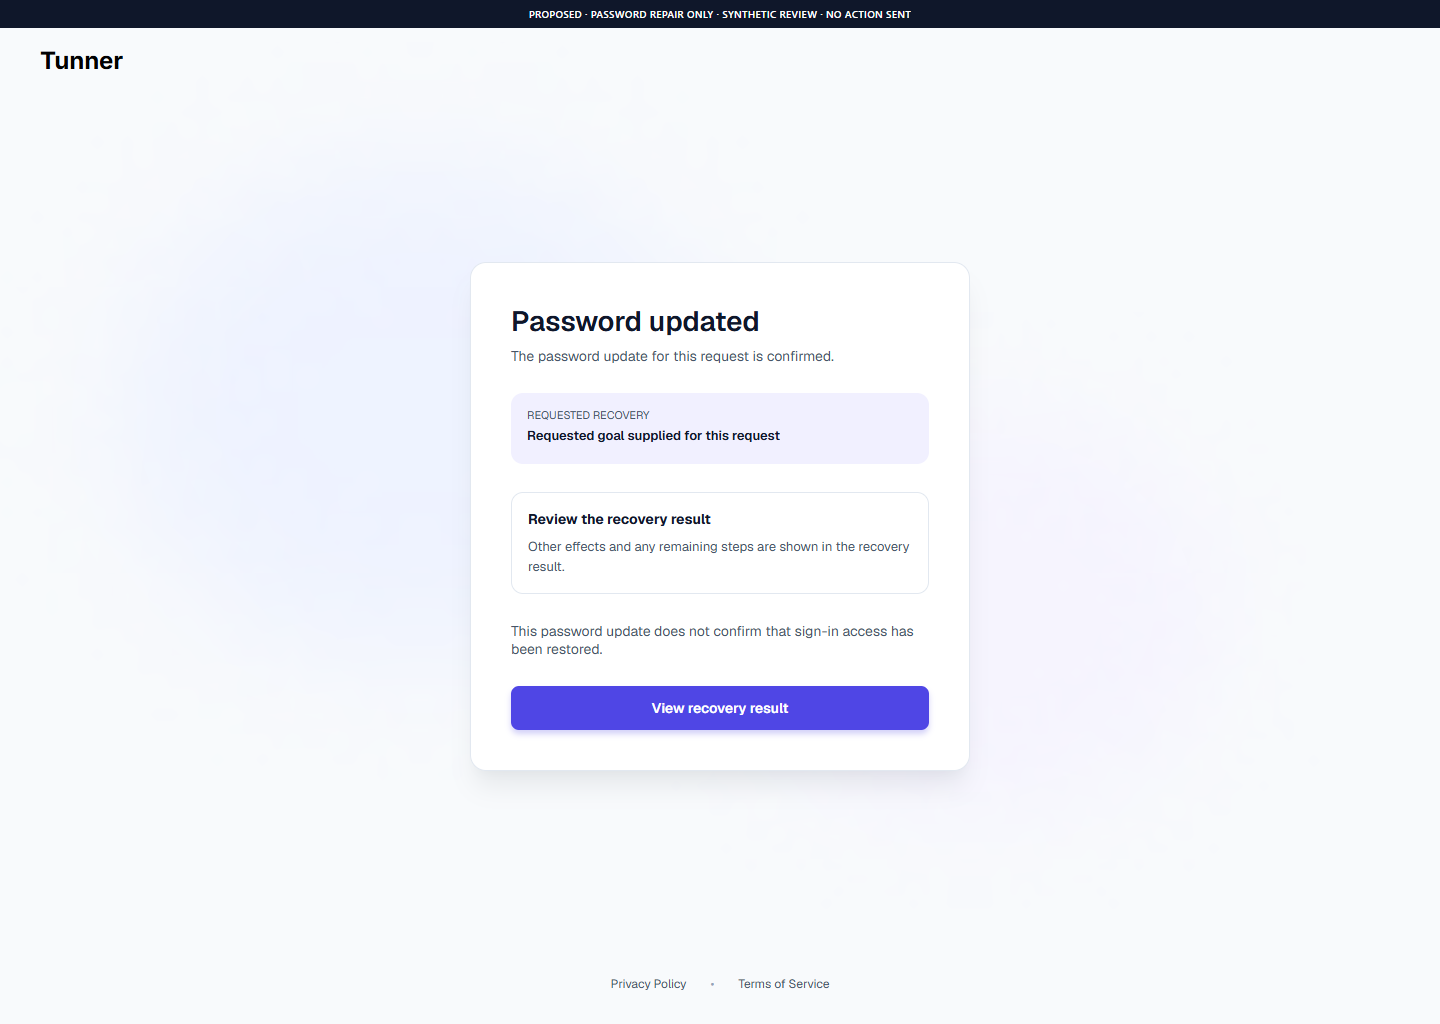 PROPOSED · PASSWORD REPAIR ONLY · SYNTHETIC REVIEW · NO ACTION SENT
Tunner
Password updated
The password update for this request is confirmed.
REQUESTED RECOVERY
Requested goal supplied for this request
Review the recovery result
Other effects and any remaining steps are shown in the recovery
result.
This password update does not confirm that sign-in access has
been restored.
View recovery result
Privacy Policy • Terms of Service